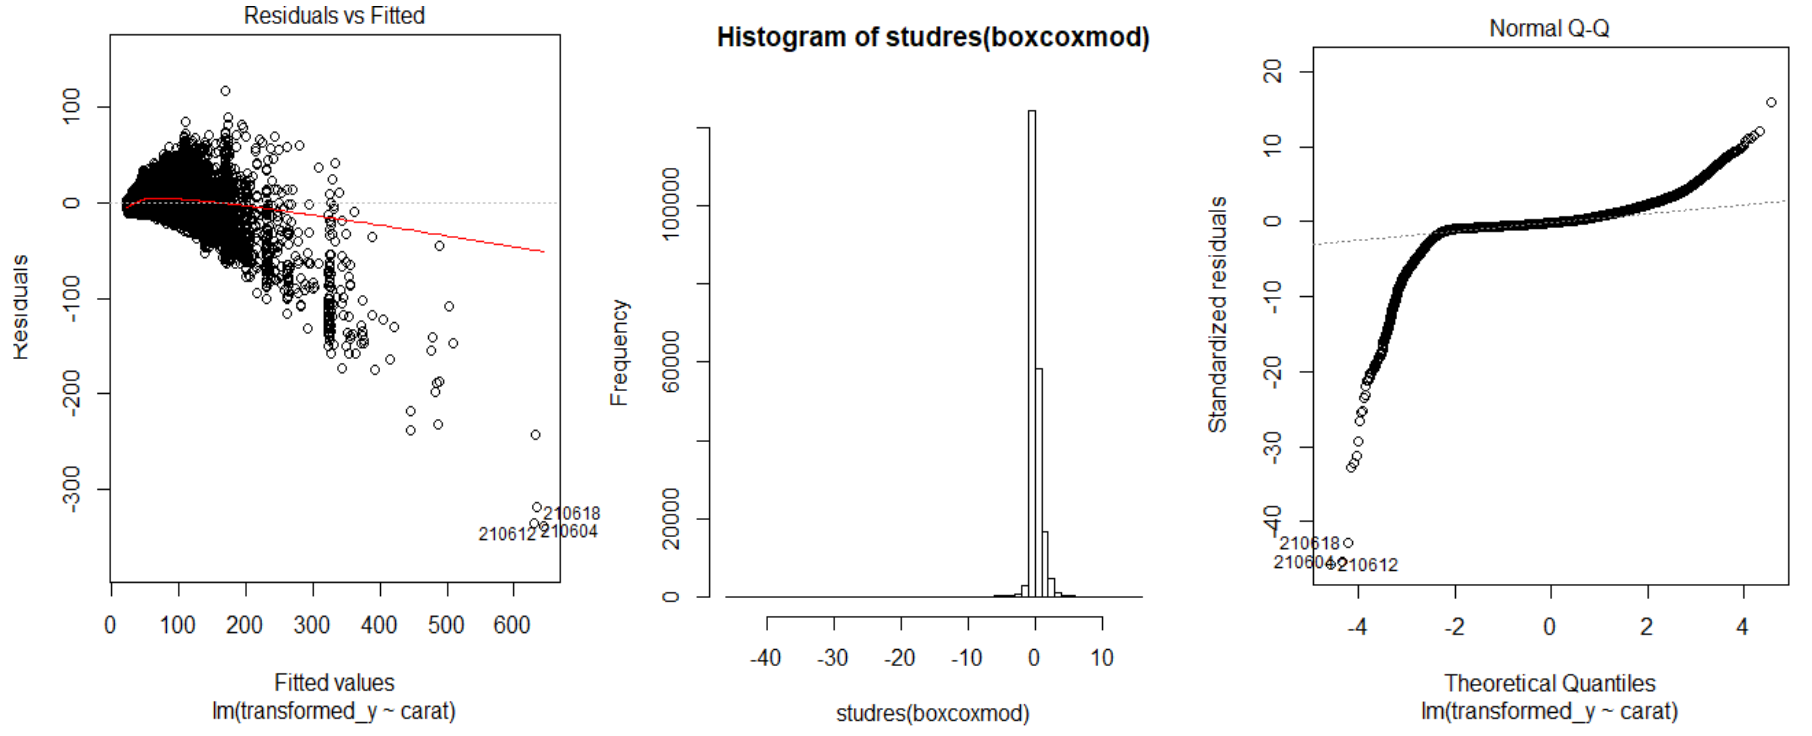 Residuals vs Fitted
Residuals
100
0
-100
-200
-300
210618
210612
210604
0 100 200 300 400 500 600
Fitted values
lm(transformed_y ~ carat)
Histogram of studres(boxcoxmod)
Frequency
100000
60000
20000
0
-40 -30 -20 -10 0 10
studres(boxcoxmod)
Normal Q-Q
Standardized residuals
20
10
0
-10
-20
-30
-40
210618
210604
210612
-4 -2 0 2 4
Theoretical Quantiles
lm(transformed_y ~ carat)